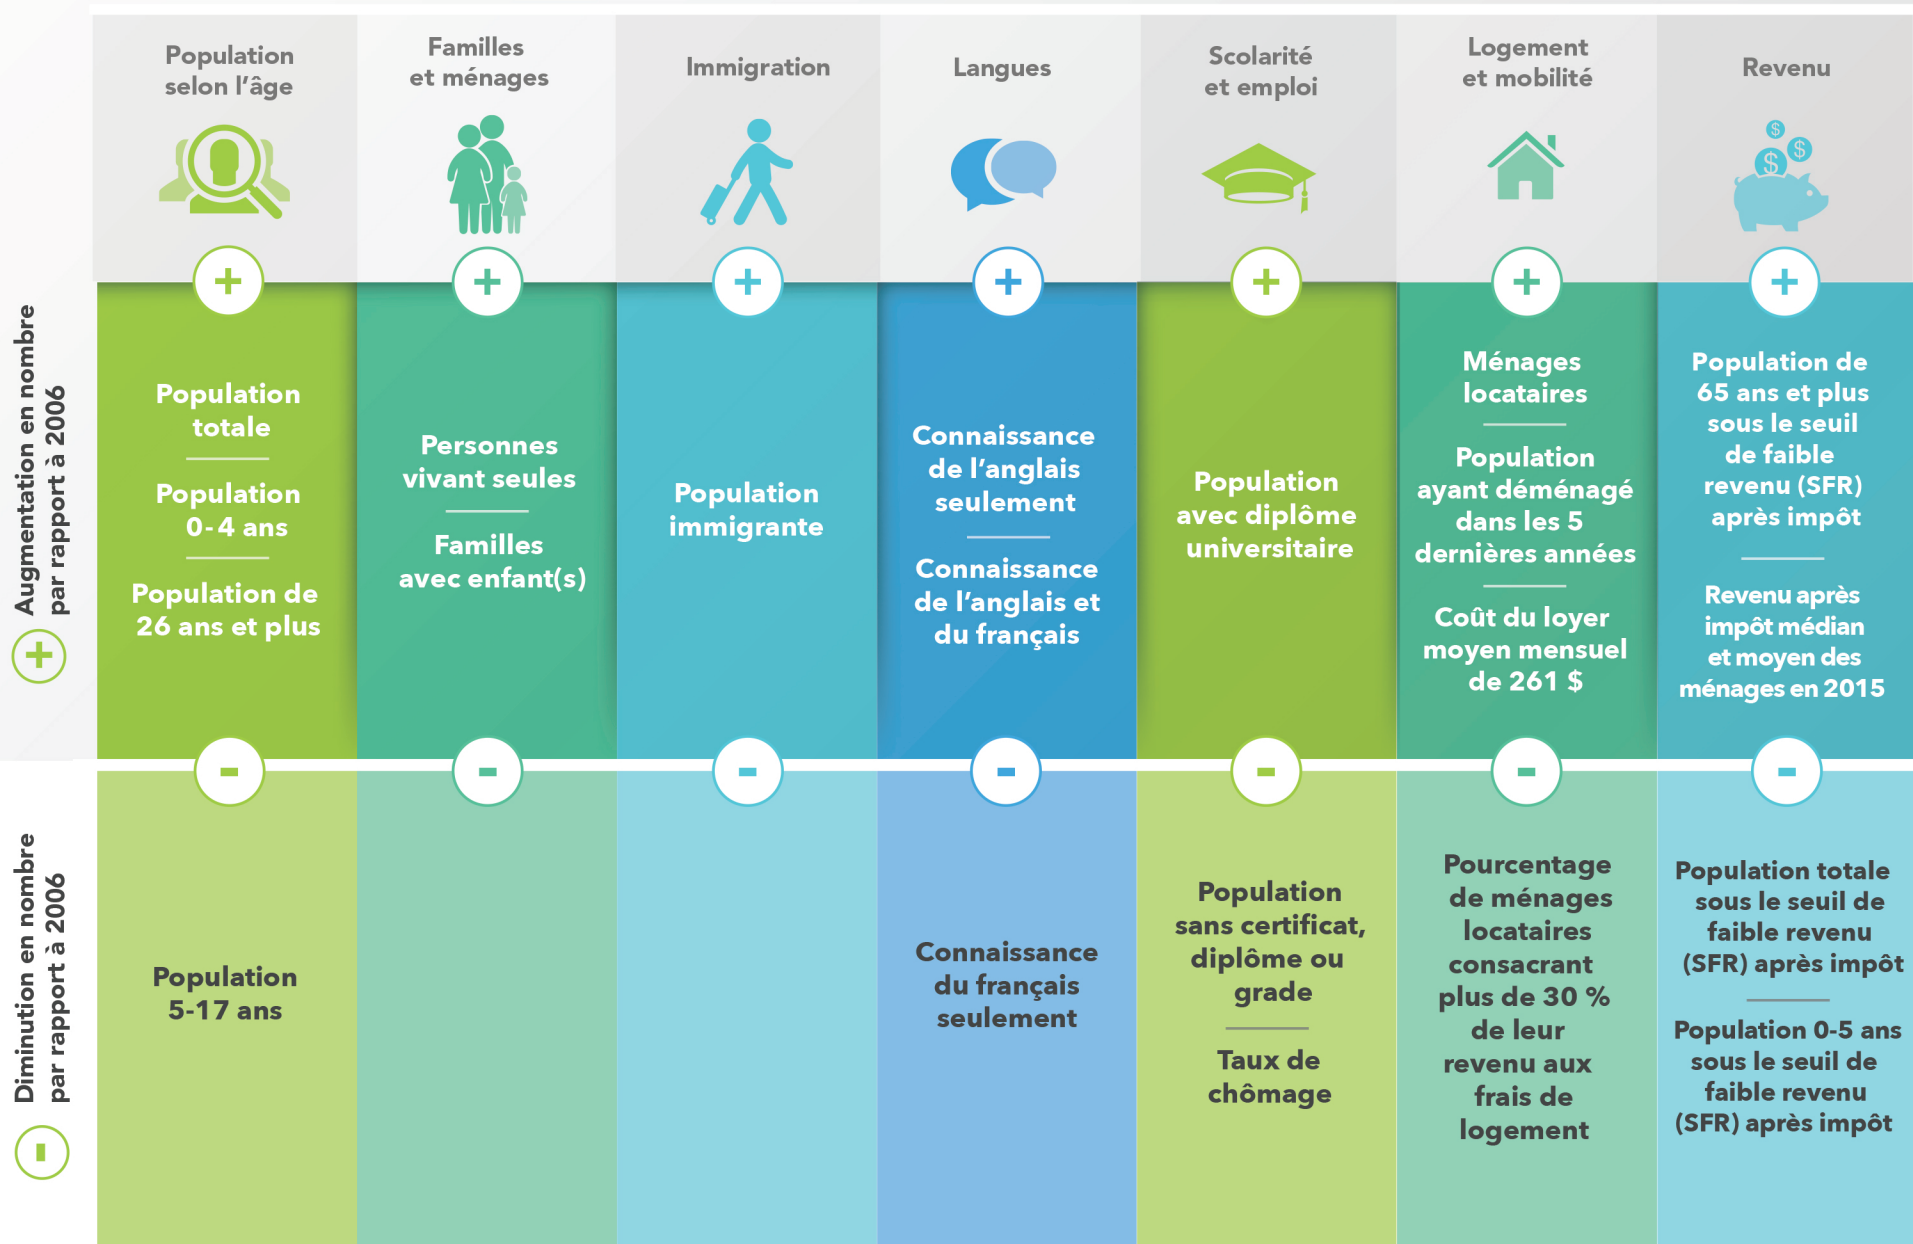 Population
selon l'âge
Familles
et ménages
Immigration
Langues
Scolarité
et emploi
Logement
et mobilité
Revenu
$
$
$
+
+
+
+
+
+
+
Augmentation en nombre
par rapport à 2006
+
Population
totale
Population
0-4 ans
Population de
26 ans et plus
Personnes
vivant seules
Familles
avec enfant(s)
Population
immigrante
Connaissance
de l'anglais
seulement
Connaissance
de l'anglais et
du français
Population
avec diplôme
universitaire
Ménages
locataires
Population
ayant déménagé
dans les 5
dernières années
Coût du loyer
moyen mensuel
de 261 $
Population de
65 ans et plus
sous le seuil
de faible
revenu (SFR)
après impôt
Revenu après
impôt médian
et moyen des
ménages en 2015
-
-
-
-
-
-
-
Diminution en nombre
par rapport à 2006
-
Population
5-17 ans
Connaissance
du français
seulement
Population
sans certificat,
diplôme ou
grade
Taux de
chômage
Pourcentage
de ménages
locataires
consacrant
plus de 30 %
de leur
revenu aux
frais de
logement
Population totale
sous le seuil de
faible revenu
(SFR) après impôt
Population 0-5 ans
sous le seuil de
faible revenu
(SFR) après impôt